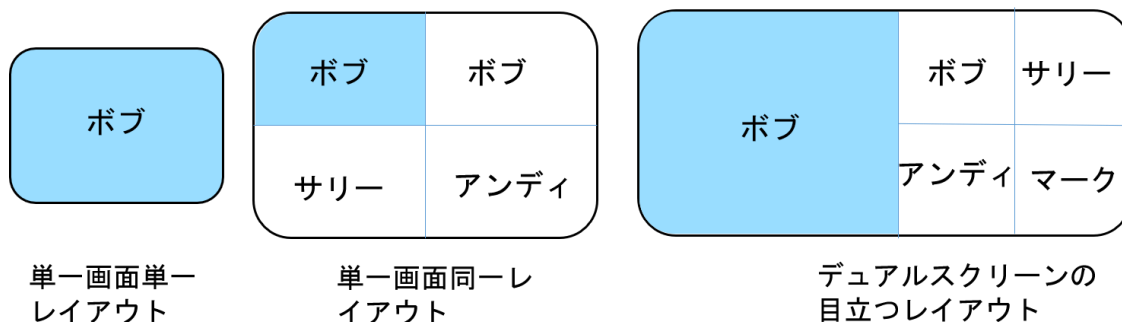 ボブ
単一画面単一
レイアウト
ボブ
ボブ
サリー
アンディ
単一画面同一レ
イアウト
ボブ
ボブ
サリー
アンディ
マーク
デュアルスクリーンの
目立つレイアウト